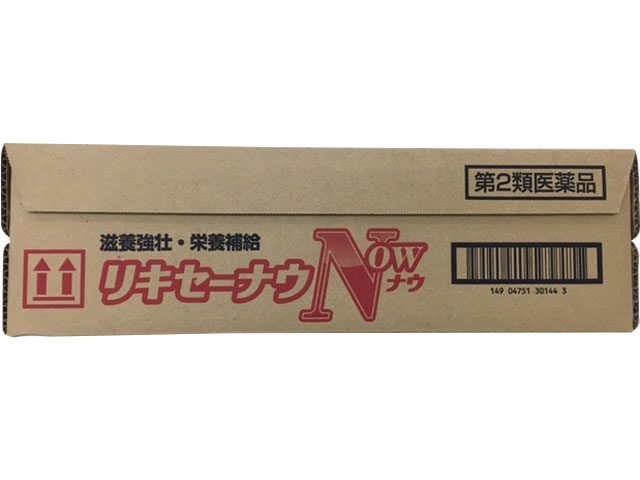 第2類医薬品
滋養強壮・栄養補給
リキセーナウ Now ナウ
149 04751 30144 3